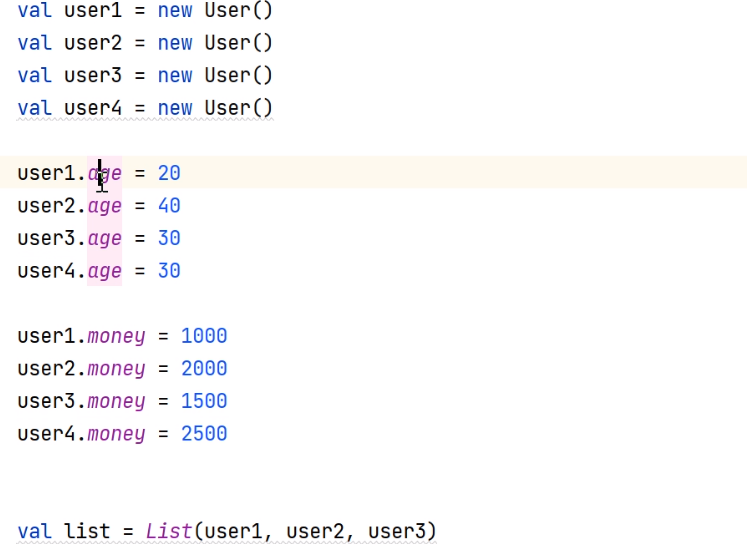 val user1 = new User()
val user2 = new User()
val user3 = new User()
val user4 = new User()
user1.age = 20
user2.age = 40
user3.age = 30
user4.age = 30
user1.money = 1000
user2.money = 2000
user3.money = 1500
user4.money = 2500
val list = List(user1, user2, user3)